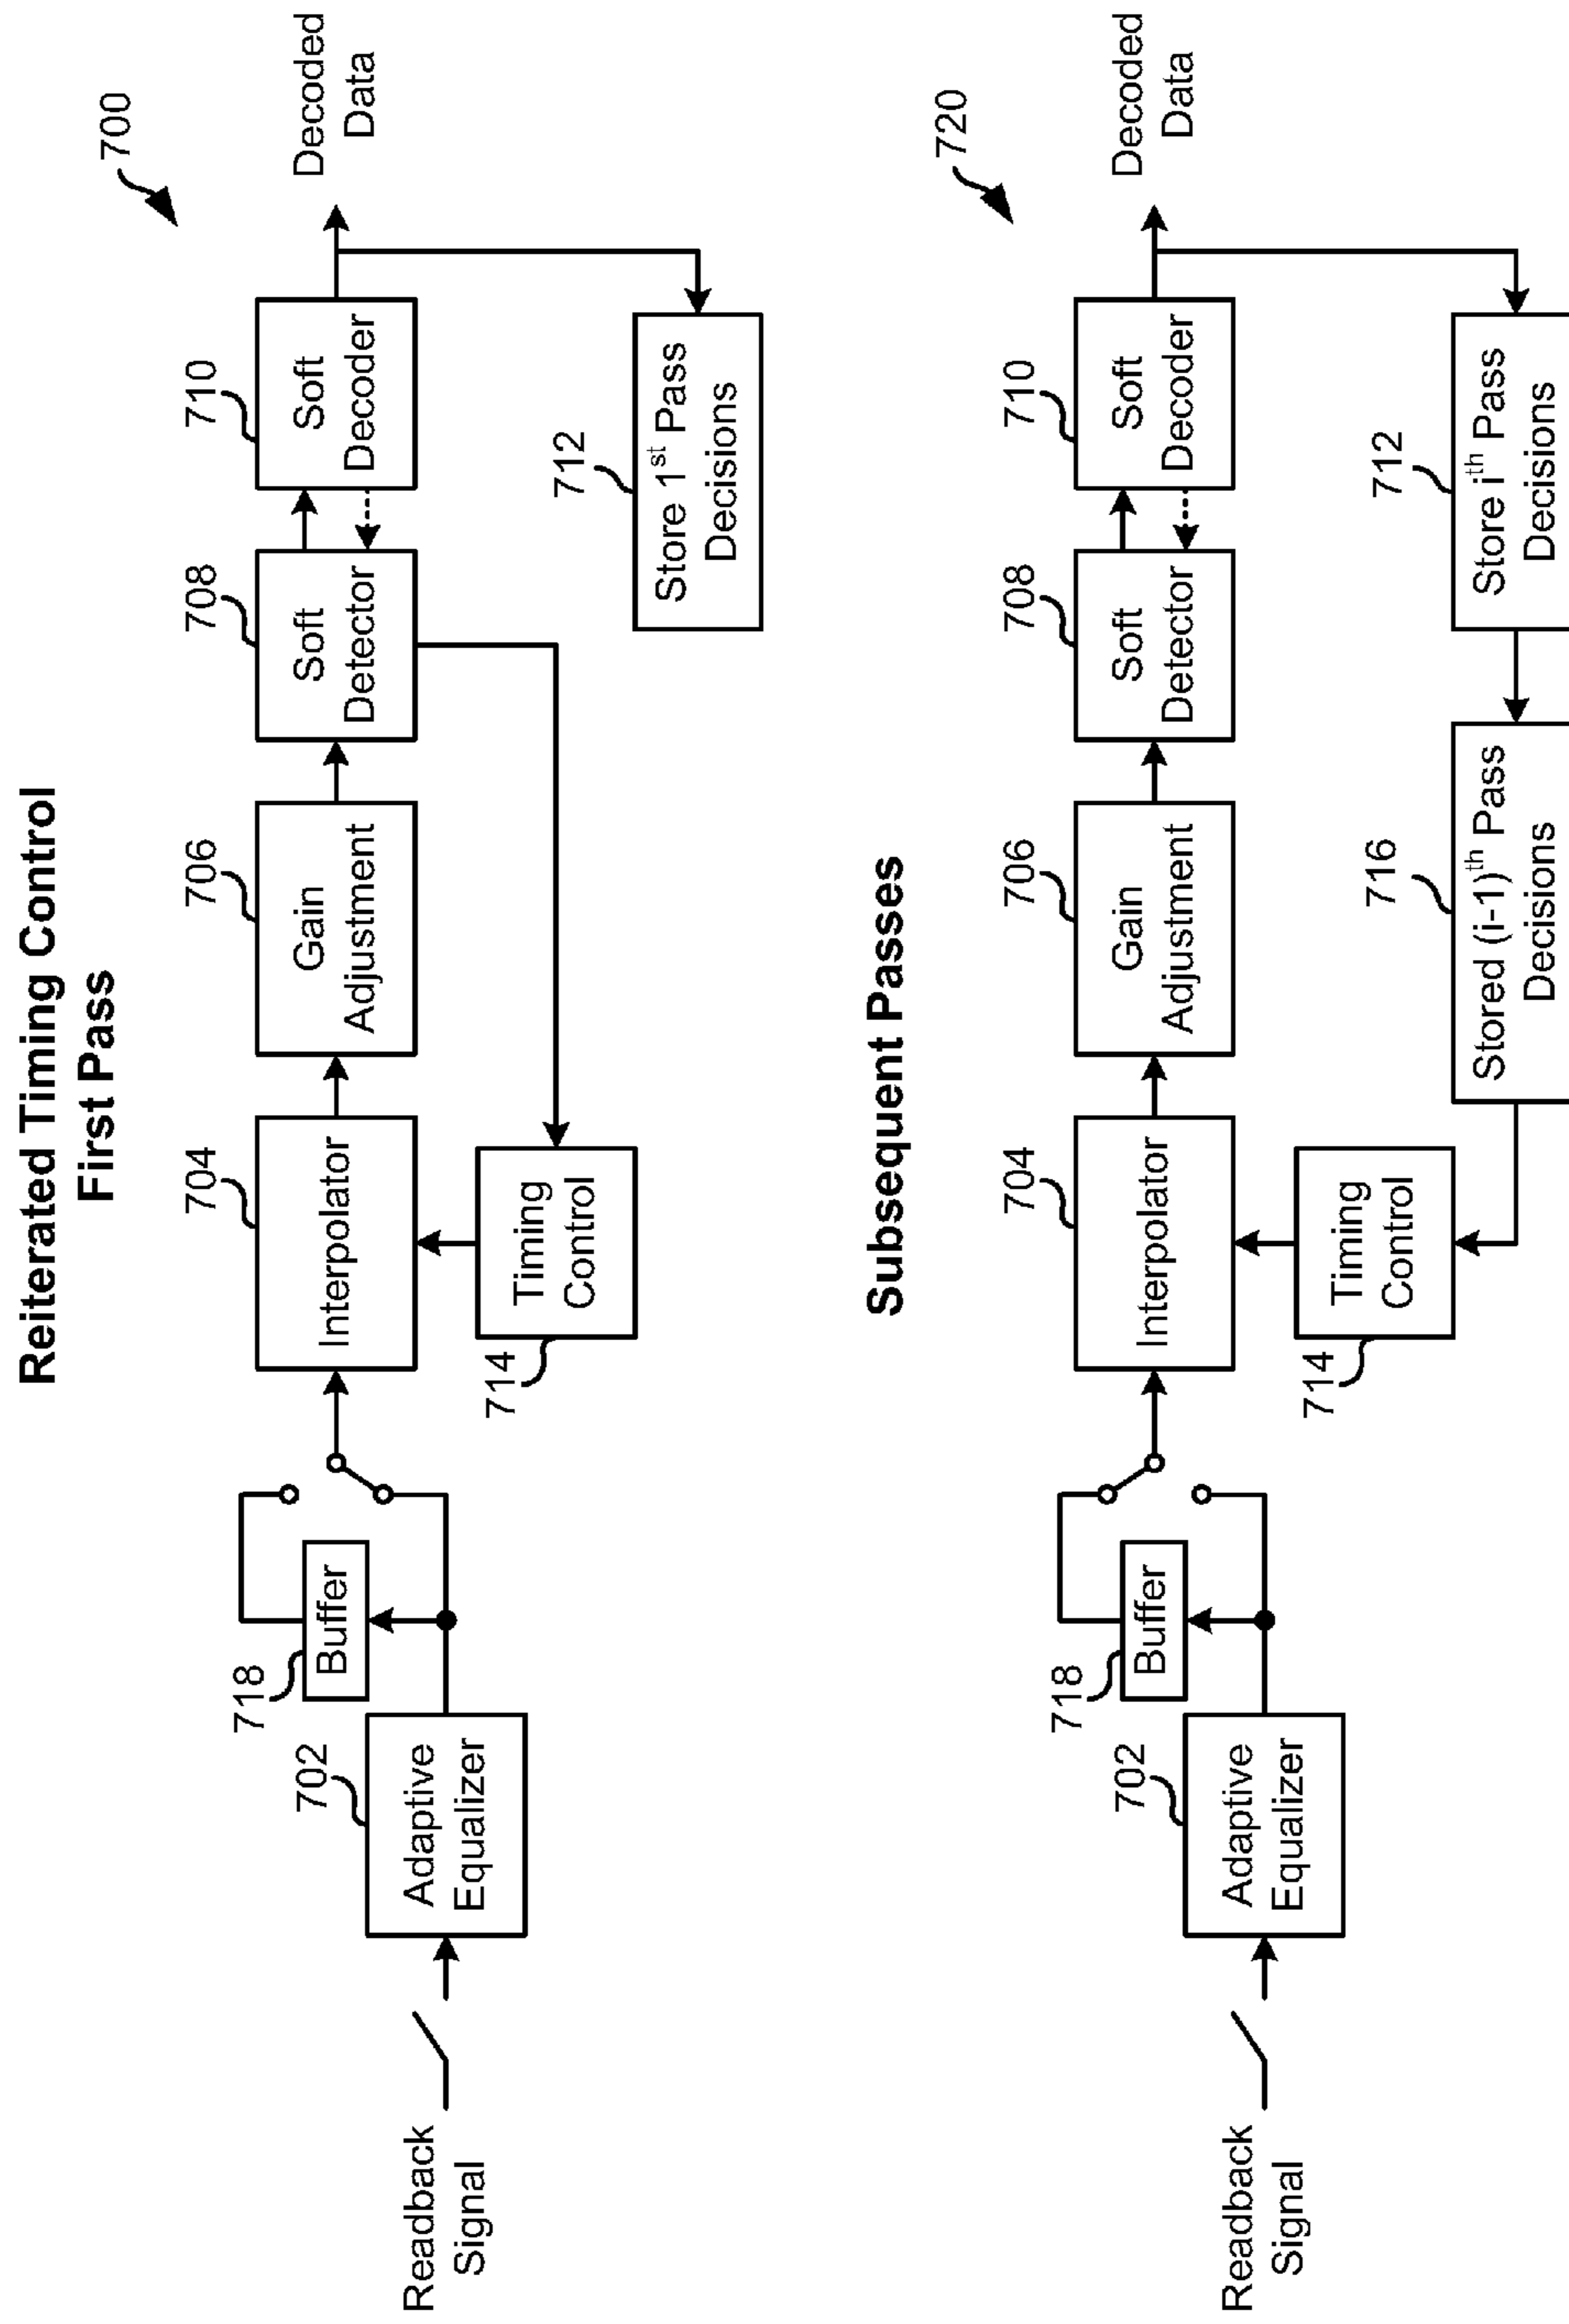 Reiterated Timing Control
First Pass
700
Readback
Signal
702
Adaptive
Equalizer
718
Buffer
704
Interpolator
714
Timing
Control
706
Gain
Adjustment
708
Soft
Detector
710
Soft
Decoder
712
Store 1st Pass
Decisions
Decoded
Data
Subsequent Passes
720
Readback
Signal
702
Adaptive
Equalizer
718
Buffer
704
Interpolator
714
Timing
Control
706
Gain
Adjustment
716
Stored (i-1)th Pass
Decisions
708
Soft
Detector
710
Soft
Decoder
712
Store ith Pass
Decisions
Decoded
Data